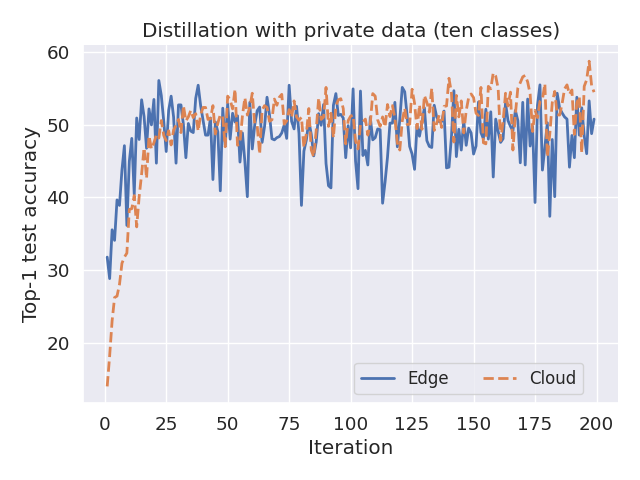 Distillation with private data (ten classes)
Top-1 test accuracy
60
50
40
30
20
0 25 50 75 100 125 150 175 200
Iteration
Edge Cloud